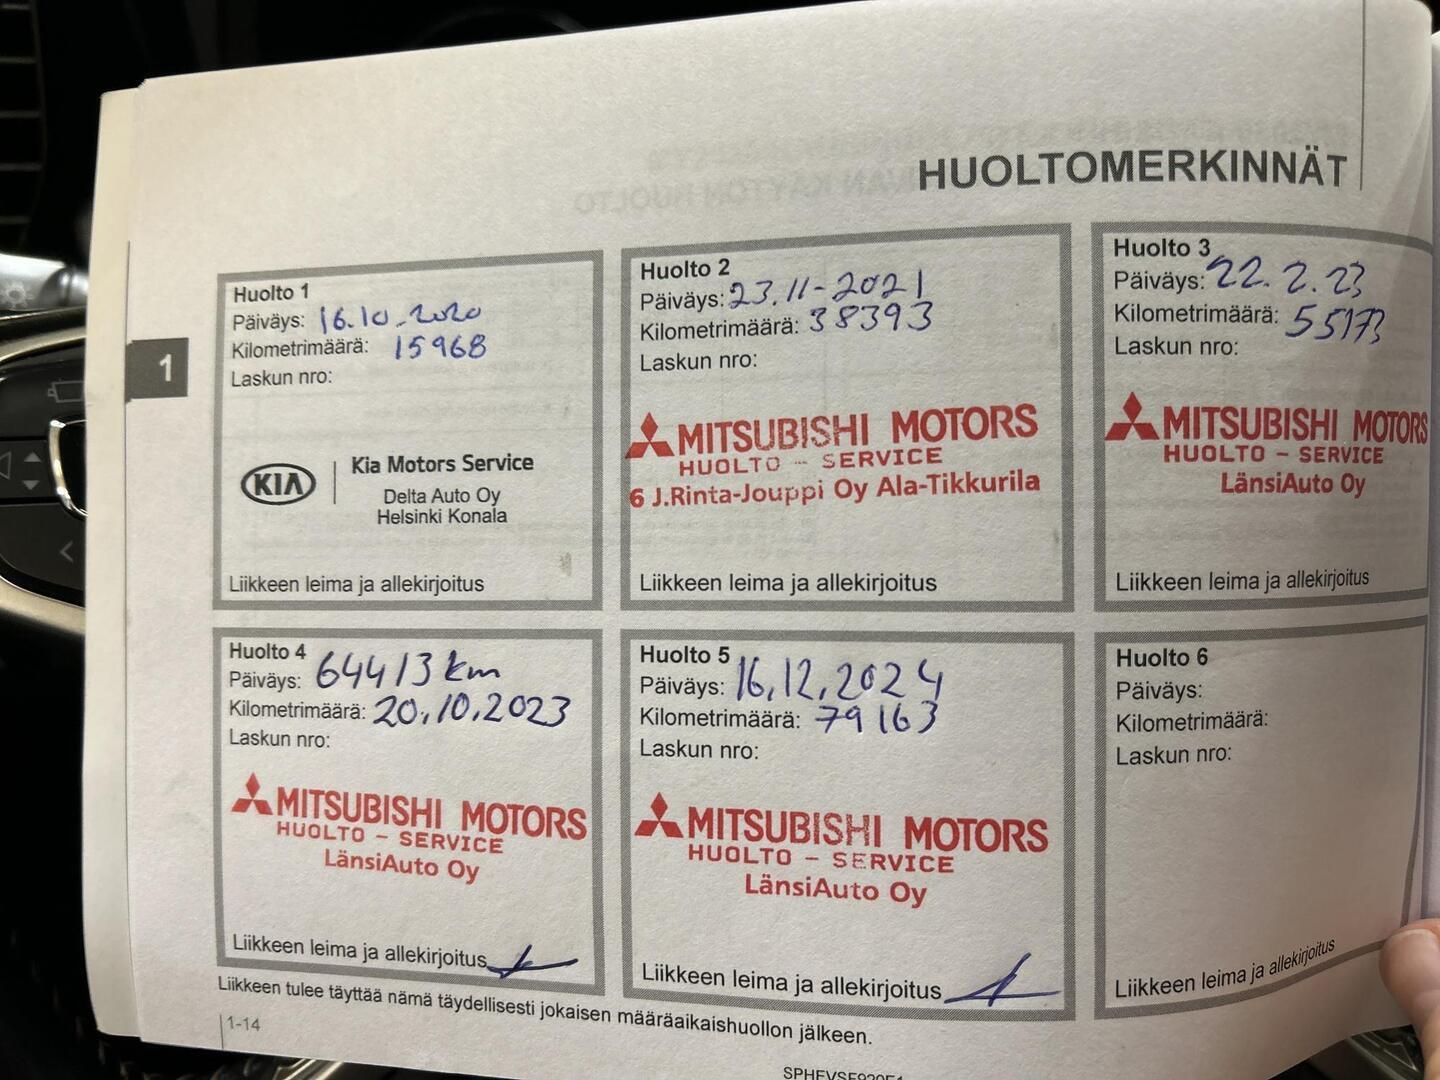 HUOLTOMERKINNÄT
1
Huolto 1
Päiväys: 16.10.2020
Kilometrimäärä: 15968
Laskun nro:
KIA
Kia Motors Service
Delta Auto Oy
Helsinki Konala
Liikkeen leima ja allekirjoitus
Huolto 2
Päiväys: 23.11-2021
Kilometrimäärä: 38393
Laskun nro:
MITSUBISHI MOTORS
HUOLTO - SERVICE
6 J.Rinta-Jouppi Oy Ala-Tikkurila
Liikkeen leima ja allekirjoitus
Huolto 3
Päiväys: 22.2.23
Kilometrimäärä: 55173
Laskun nro:
MITSUBISHI MOTORS
HUOLTO - SERVICE
LänsiAuto Oy
Liikkeen leima ja allekirjoitus
Huolto 4
Päiväys: 64413 km
Kilometrimäärä: 20.10.2023
Laskun nro:
MITSUBISHI MOTORS
HUOLTO - SERVICE
LänsiAuto Oy
Liikkeen leima ja allekirjoitus
Huolto 5
Päiväys: 16.12.2024
Kilometrimäärä: 79163
Laskun nro:
MITSUBISHI MOTORS
HUOLTO - SERVICE
LänsiAuto Oy
Liikkeen leima ja allekirjoitus
Huolto 6
Päiväys:
Kilometrimäärä:
Laskun nro:
Liikkeen leima ja allekirjoitus
Liikkeen tulee täyttää nämä täydellisesti jokaisen määräaikaishuollon jälkeen.
1-14